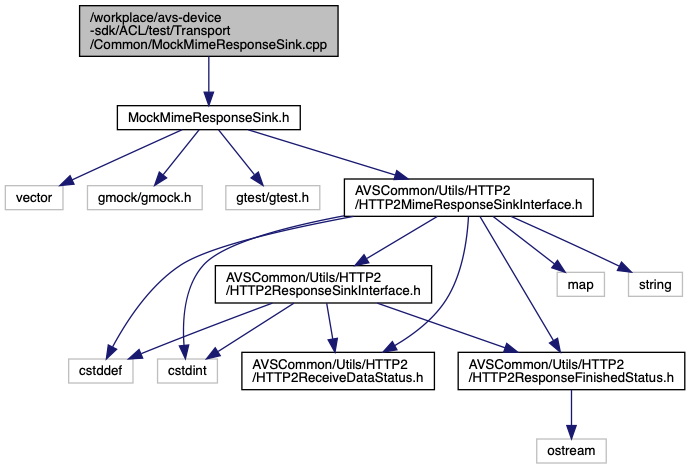 /workplace/avs-device
-sdk/ACL/test/Transport
/Common/MockMimeResponseSink.cpp
MockMimeResponseSink.h
vector
gmock/gmock.h
gtest/gtest.h
AVSCommon/Utils/HTTP2
/HTTP2MimeResponseSinkInterface.h
AVSCommon/Utils/HTTP2
/HTTP2ResponseSinkInterface.h
map
string
cstddef
cstdint
AVSCommon/Utils/HTTP2
/HTTP2ReceiveDataStatus.h
AVSCommon/Utils/HTTP2
/HTTP2ResponseFinishedStatus.h
ostream